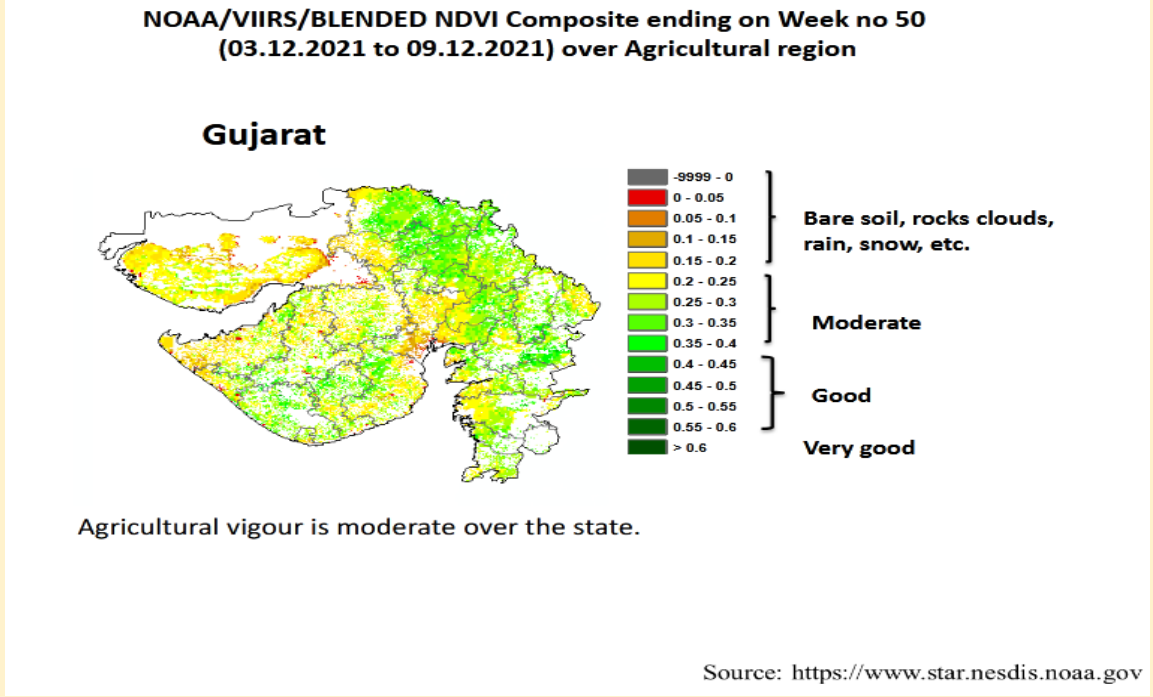 NOAA/VIIRS/BLENDED NDVI Composite ending on Week no 50
(03.12.2021 to 09.12.2021) over Agricultural region
Gujarat
-9999 - 0
0 - 0.05
0.05 - 0.1
0.1 - 0.15
0.15 - 0.2
0.2 - 0.25
0.25 - 0.3
0.3 - 0.35
0.35 - 0.4
0.4 - 0.45
0.45 - 0.5
0.5 - 0.55
0.55 - 0.6
> 0.6
Bare soil, rocks clouds,
rain, snow, etc.
Moderate
Good
Very good
Agricultural vigour is moderate over the state.
Source: https://www.star.nesdis.noaa.gov